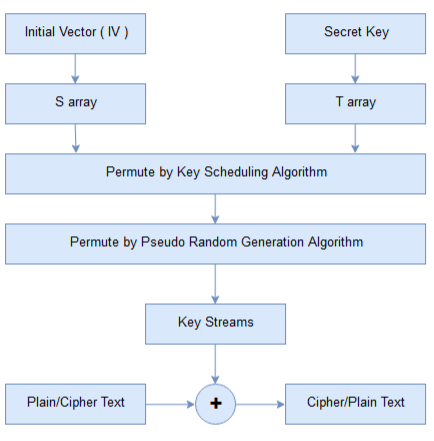 Initial Vector ( IV )
Secret Key
S array
T array
Permute by Key Scheduling Algorithm
Permute by Pseudo Random Generation Algorithm
Key Streams
Plain/Cipher Text
+
Cipher/Plain Text